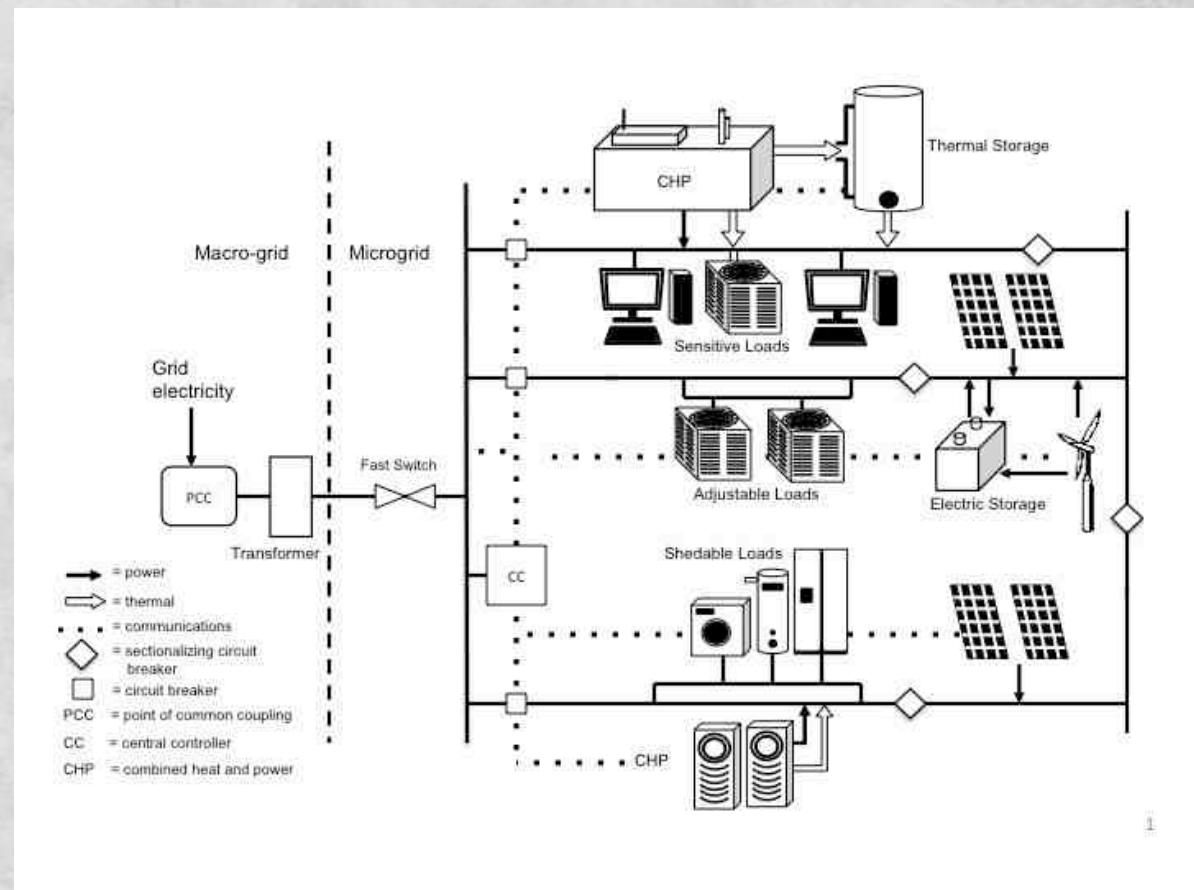 CHP
Thermal Storage
Macro-grid
Microgrid
Sensitive Loads
Grid
electricity
Fast Switch
PCC
Transformer
Adjustable Loads
Electric Storage
CC
Shedable Loads
CHP
= power
= thermal
= communications
= sectionalizing circuit
breaker
= circuit breaker
PCC = point of common coupling
CC = central controller
CHP = combined heat and power
1